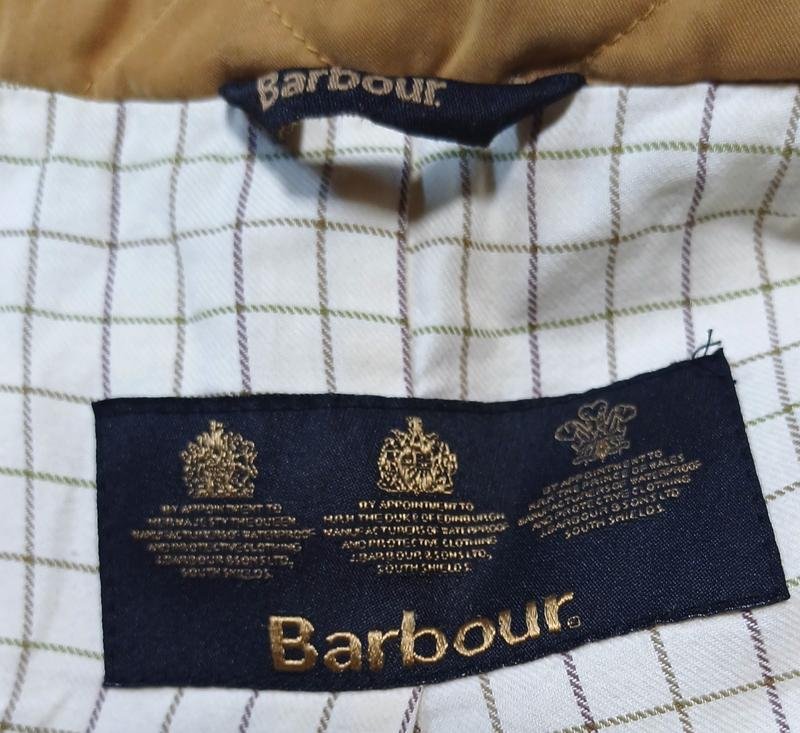 Barbour.
BY APPOINTMENT TO
HER MAJESTY THE QUEEN
MANUFACTURERS OF WATERPROOF
AND PROTECTIVE CLOTHING
J.BARBOUR & SONS LTD,
SOUTH SHIELDS
BY APPOINTMENT TO
H.R.H THE DUKE OF EDINBURGH
MANUFACTURERS OF WATERPROOF
AND PROTECTIVE CLOTHING
J.BARBOUR & SONS LTD,
SOUTH SHIELDS
BY APPOINTMENT TO
THE PRINCE OF WALES
MANUFACTURERS OF WATERPROOF
AND PROTECTIVE CLOTHING
J.BARBOUR & SONS LTD
SOUTH SHIELDS.
Barbour